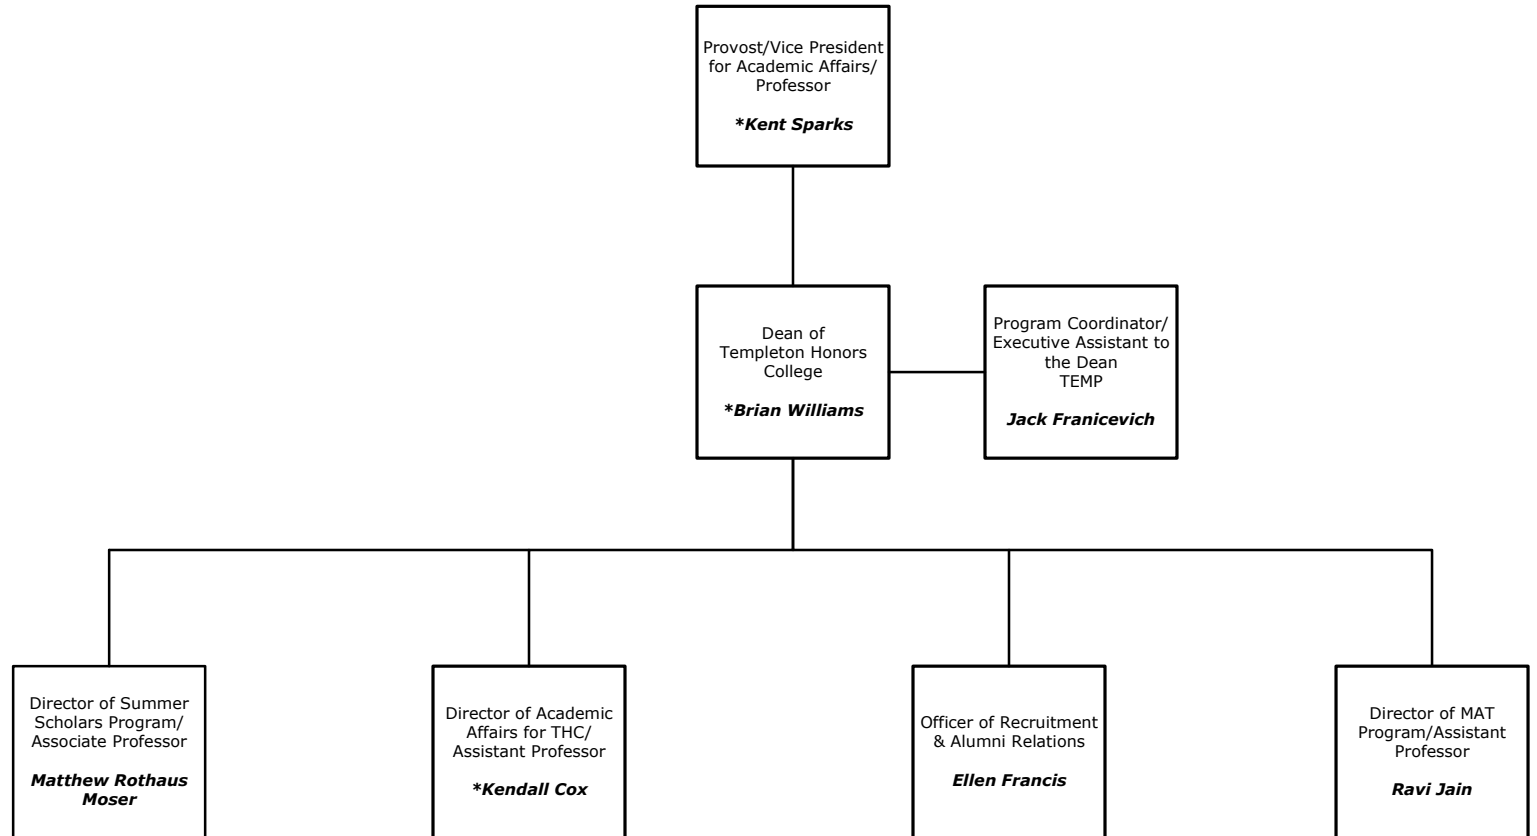 Provost/Vice President
for Academic Affairs/
Professor
*Kent Sparks
Dean of
Templeton Honors
College
*Brian Williams
Program Coordinator/
Executive Assistant to
the Dean
TEMP
Jack Franicevich
Director of Summer
Scholars Program/
Associate Professor
Matthew Rothaus
Moser
Director of Academic
Affairs for THC/
Assistant Professor
*Kendall Cox
Officer of Recruitment
& Alumni Relations
Ellen Francis
Director of MAT
Program/Assistant
Professor
Ravi Jain